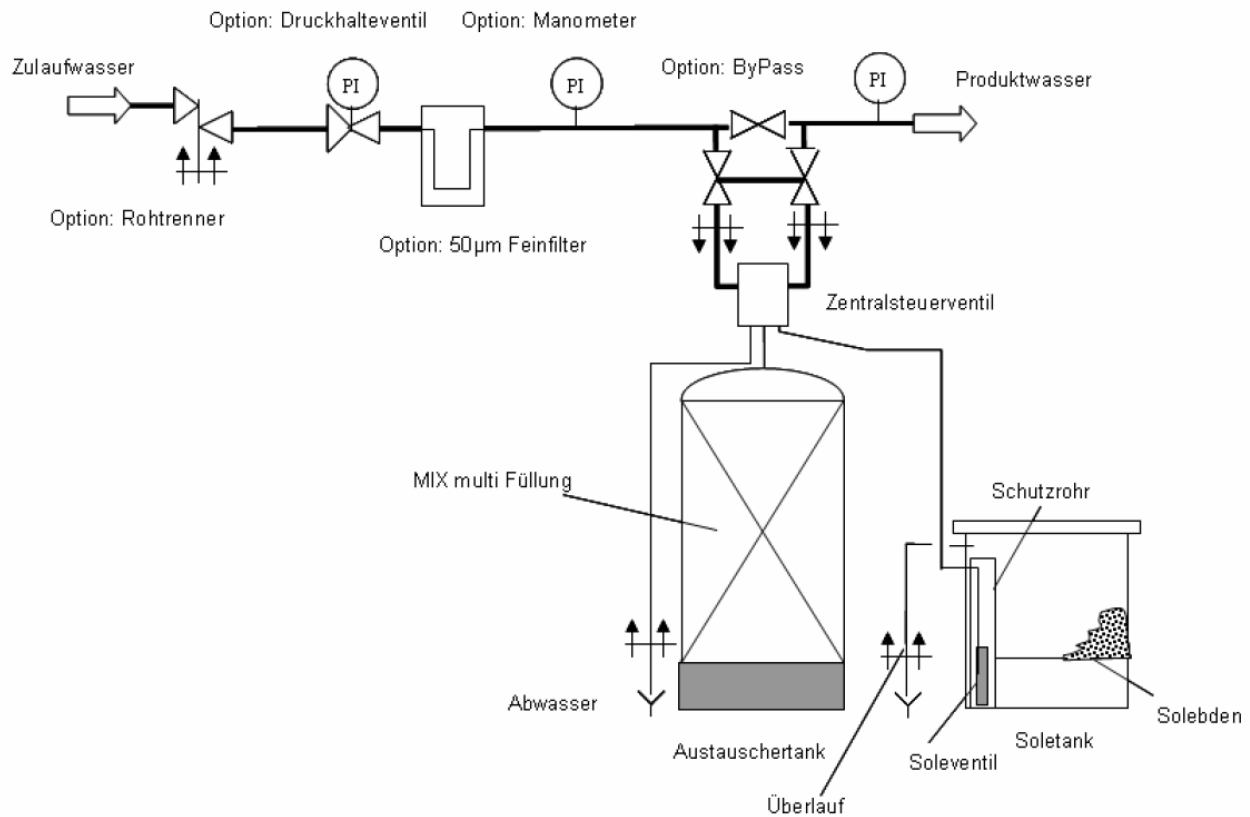 Option: Druckhalteventil
Option: Manometer
Zulaufwasser
Option: ByPass
Produktwasser
PI
PI
PI
Option: Rohtrenner
Option: 50µm Feinfilter
Zentralsteuerventil
MIX multi Füllung
Schutzrohr
Abwasser
Solebden
Austauschertank
Soleventil
Soletank
Überlauf